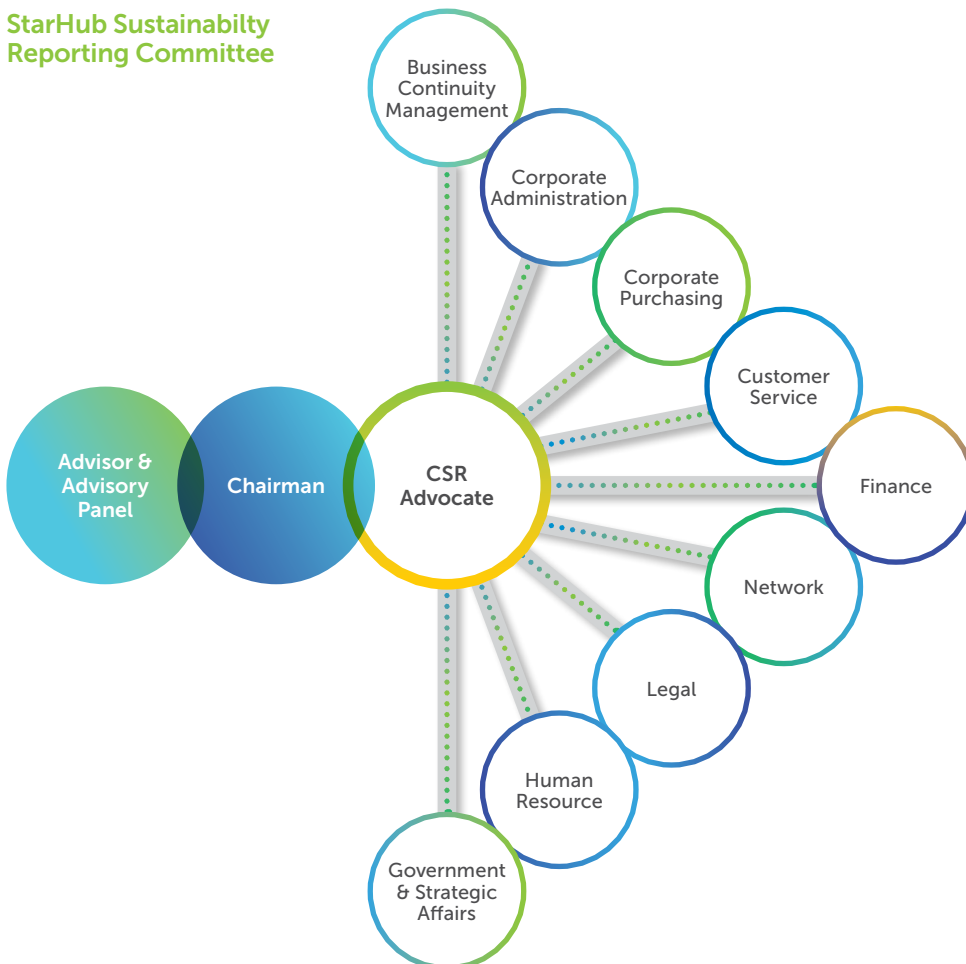 StarHub Sustainabilty
Reporting Committee
Business
Continuity
Management
Corporate
Administration
Corporate
Purchasing
Customer
Service
Finance
Network
Legal
Human
Resource
Government
& Strategic
Affairs
CSR
Advocate
Chairman
Advisor &
Advisory
Panel